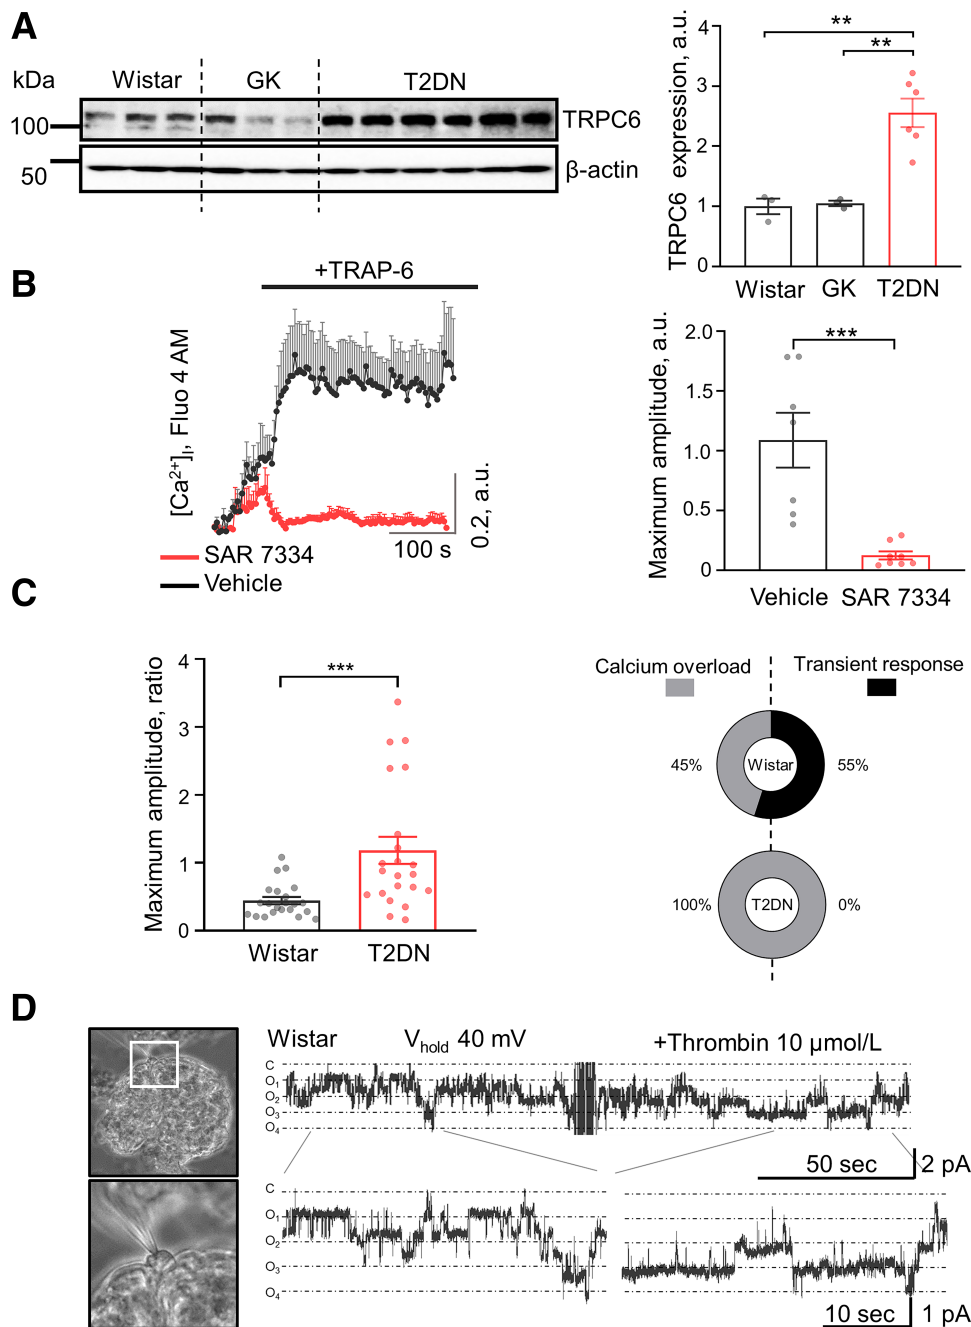 A
kDa
Wistar
GK
T2DN
100
TRPC6
50
β-actin
TRPC6 expression, a.u.
4
3
2
1
0
**
**
Wistar
GK
T2DN
B
+TRAP-6
[Ca2+]i, Fluo 4 AM
0.2, a.u.
100 s
SAR 7334
Vehicle
Maximum amplitude, a.u.
2.0
1.5
1.0
0.5
0
***
Vehicle
SAR 7334
C
Maximum amplitude, ratio
4
3
2
1
0
***
Wistar
T2DN
Calcium overload
Transient response
45%
Wistar
55%
100%
T2DN
0%
D
Wistar
Vhold 40 mV
+Thrombin 10 μmol/L
C
O1
O2
O3
O4
50 sec
2 pA
C
O1
O2
O3
O4
10 sec
1 pA